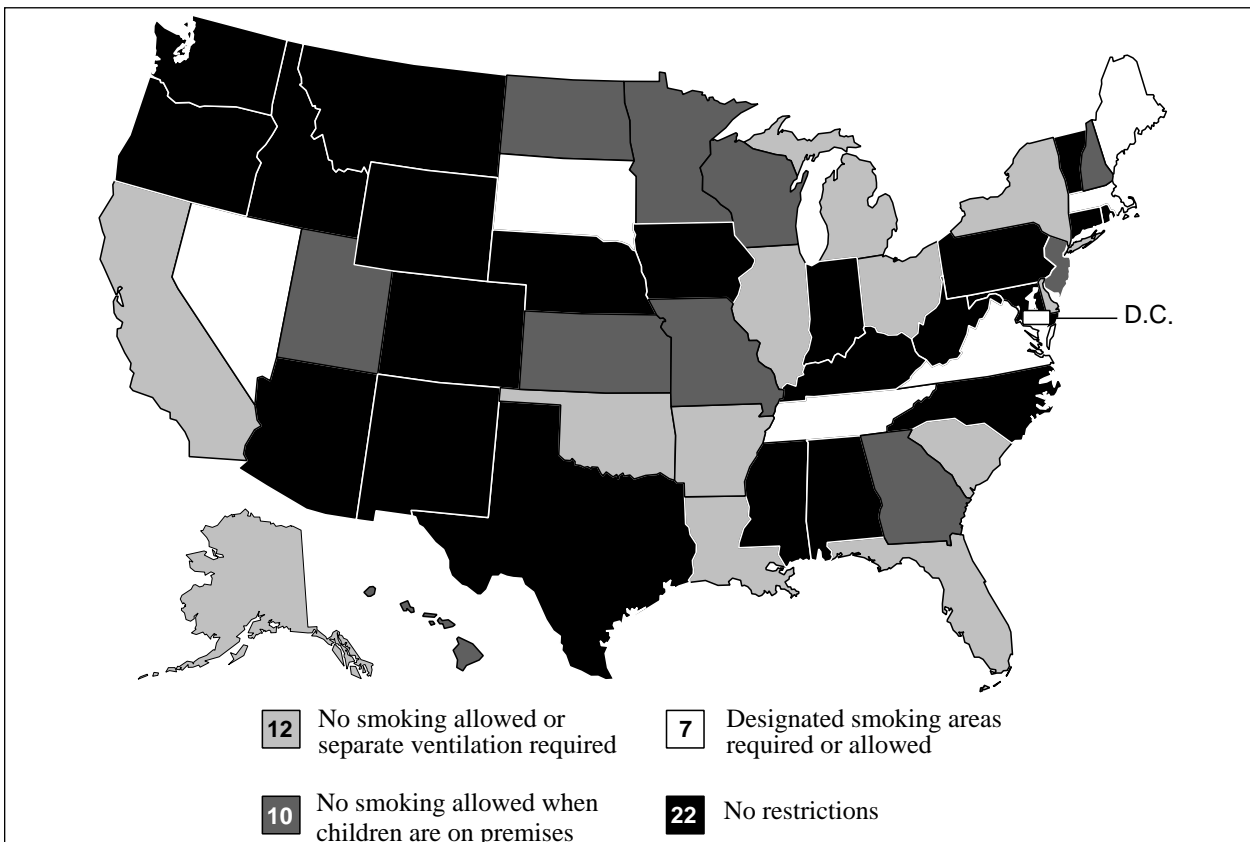 D.C.
12 No smoking allowed or
separate ventilation required
7 Designated smoking areas
required or allowed
10 No smoking allowed when
children are on premises
22 No restrictions